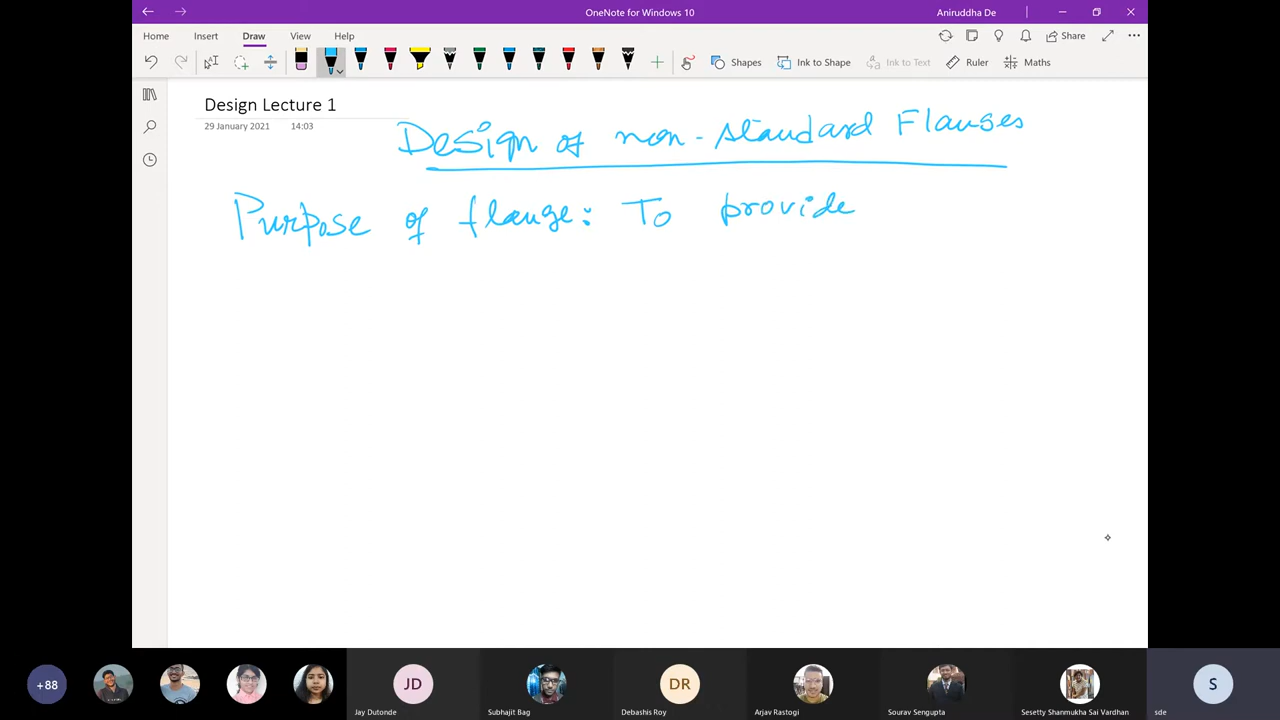 OneNote for Windows 10
Aniruddha De
Home Insert Draw View Help
Share
Shapes Ink to Shape Ink to Text Ruler Maths
Design Lecture 1
29 January 2021 14:03
Design of non-standard Flanges
Purpose of flange: To provide
+88 JD DR S
Jay Dutonde Subhajit Bag Debashis Roy Arjav Rastogi Sourav Sengupta Sesetty Shanmukha Sai Vardhan sde